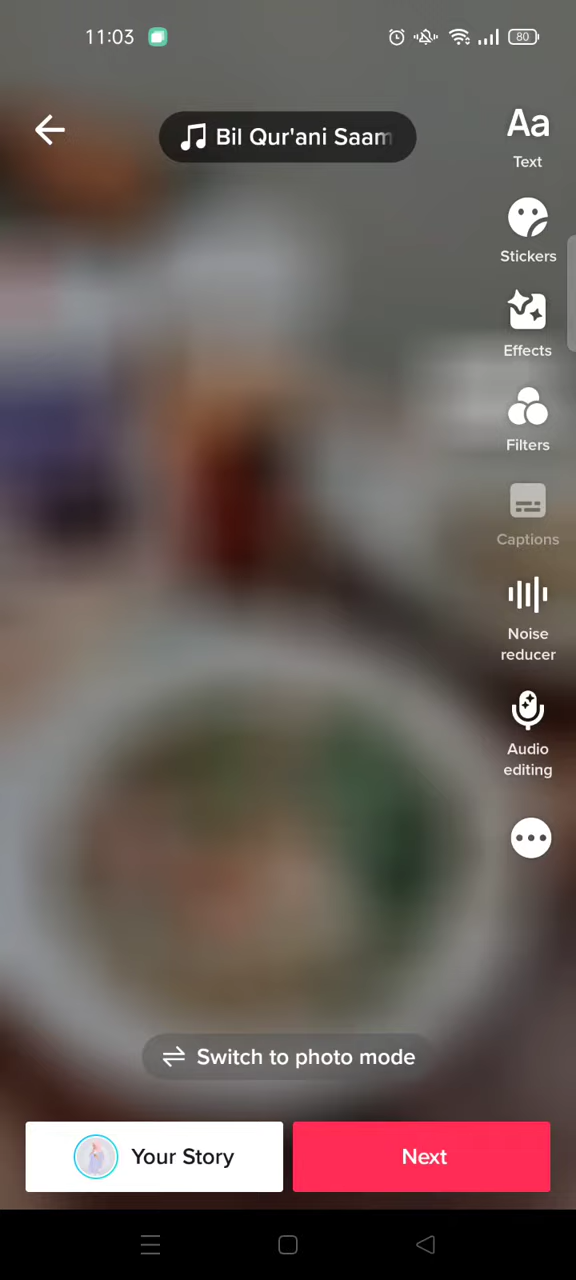 11:03
80
Bil Qur'ani Saam
Aa
Text
Stickers
Effects
Filters
Captions
Noise
reducer
Audio
editing
Switch to photo mode
Your Story
Next